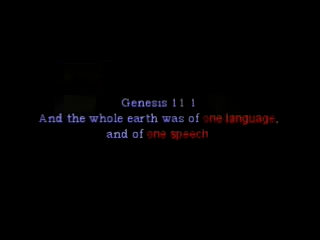 Genesis 11 1
And the whole earth was of one language,
and of one speech